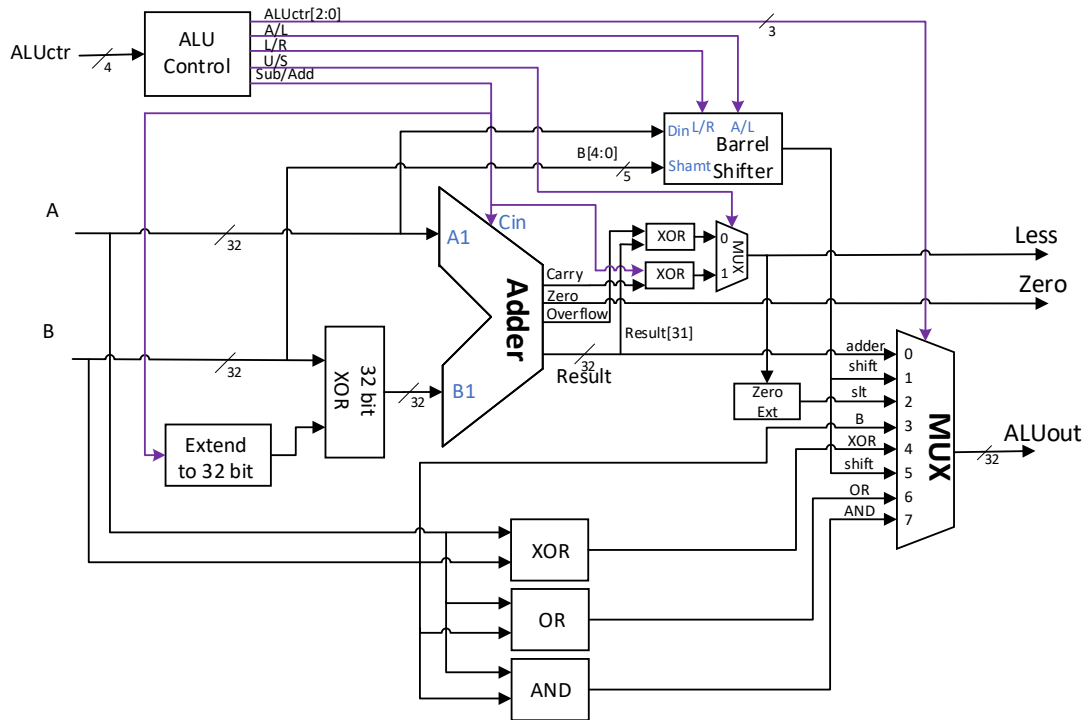 ALUctr
4
ALU
Control
ALUctr[2:0]
A/L
L/R
U/S
Sub/Add
3
Din
L/R
A/L
Barrel
Shifter
Shamt
B[4:0]
5
A
32
B
32
A1
Cin
Adder
B1
Carry
Zero
Overflow
32
Result
Result[31]
XOR
XOR
0
1
MUX
Less
Zero
32 bit
XOR
32
Extend
to 32 bit
Zero
Ext
adder
shift
slt
B
XOR
shift
OR
AND
0
1
2
3
4
5
6
7
MUX
ALUout
32
XOR
OR
AND